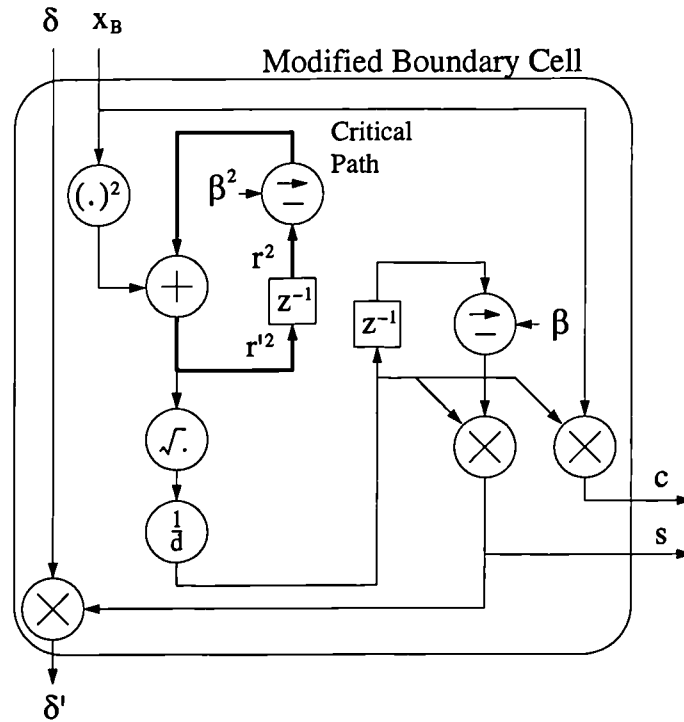 δ x_B
Modified Boundary Cell
Critical
Path
(.)²
β²
→
−
r²
+
z⁻¹
z⁻¹
→
−
β
r'²
√.
×
×
c
1/d
s
×
δ'